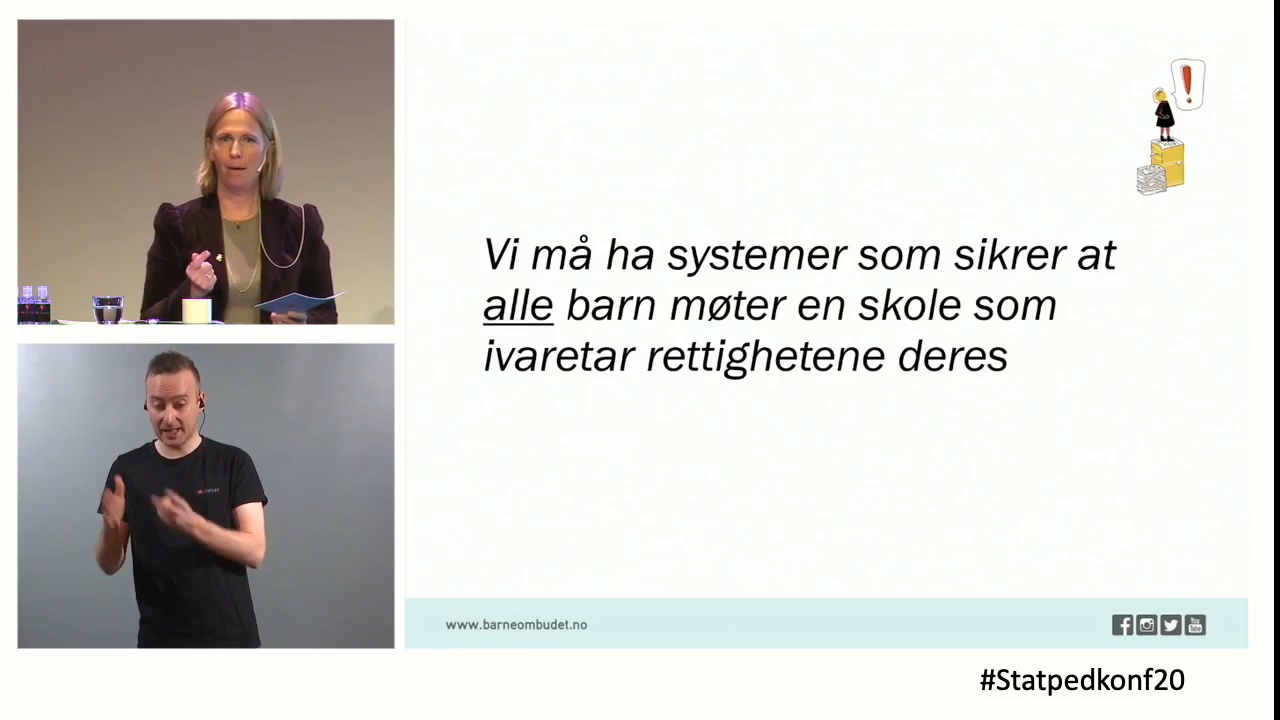 Vi må ha systemer som sikrer at
alle barn møter en skole som
ivaretar rettighetene deres
www.barneombudet.no
#Statpedkonf20